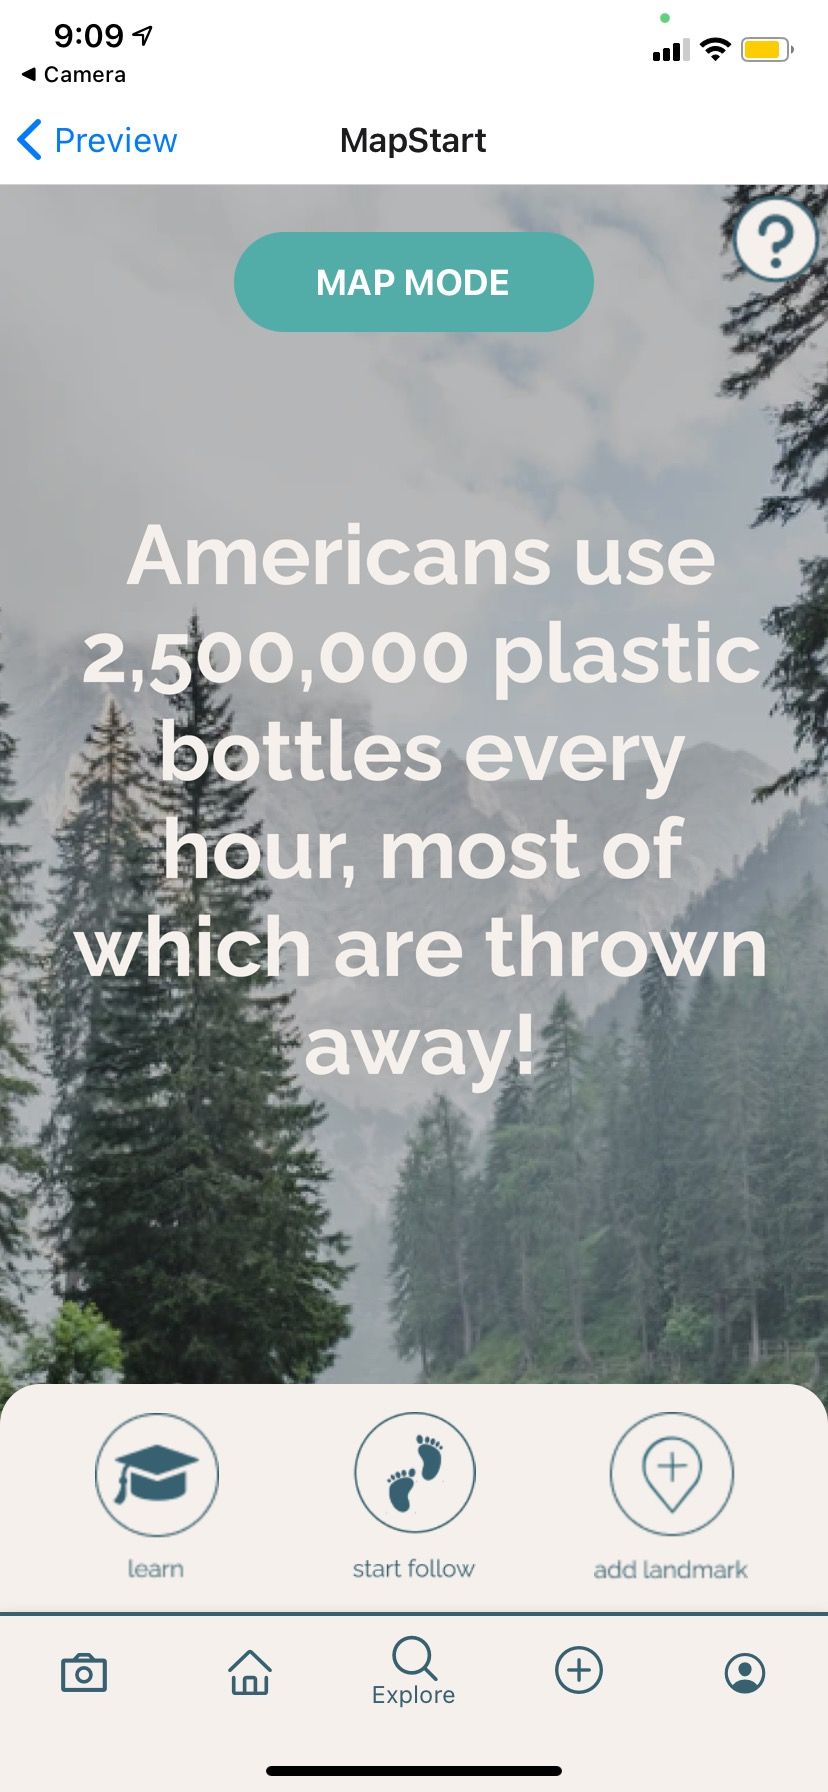 9:09
Camera
Preview
MapStart
MAP MODE
?
Americans use
2,500,000 plastic
bottles every
hour, most of
which are thrown
away!
learn
start follow
add landmark
Explore